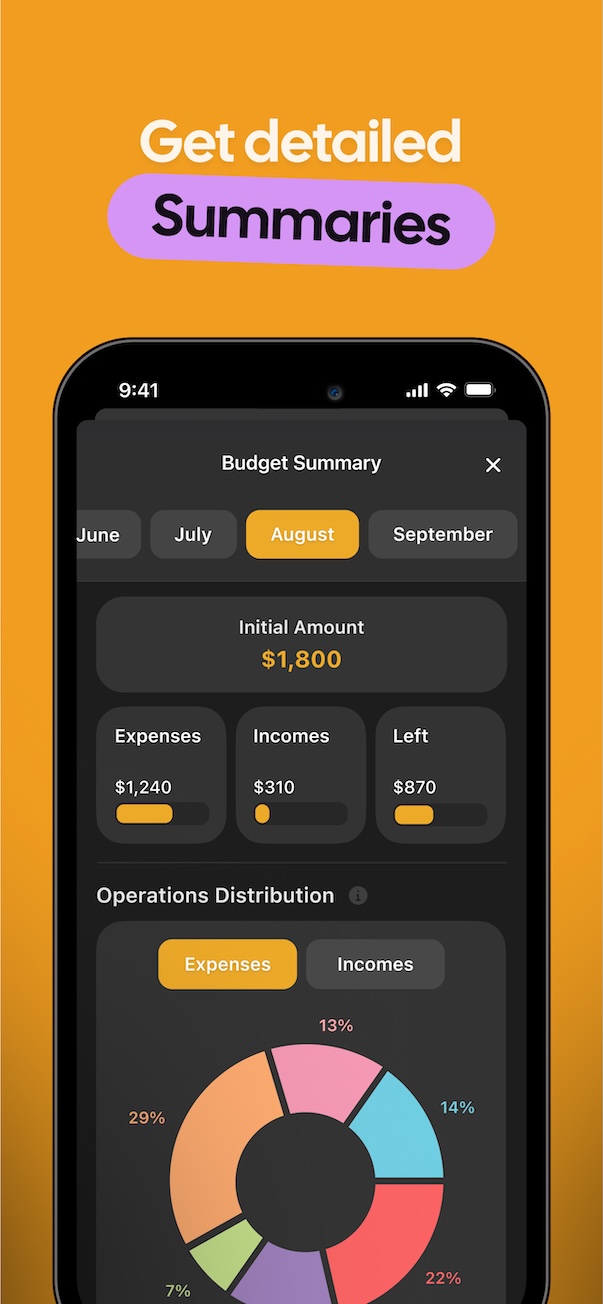 Get detailed
Summaries
9:41
Budget Summary
June July August September
Initial Amount
$1,800
Expenses Incomes Left
$1,240 $310 $870
Operations Distribution
Expenses Incomes
13%
14%
29%
22%
7%